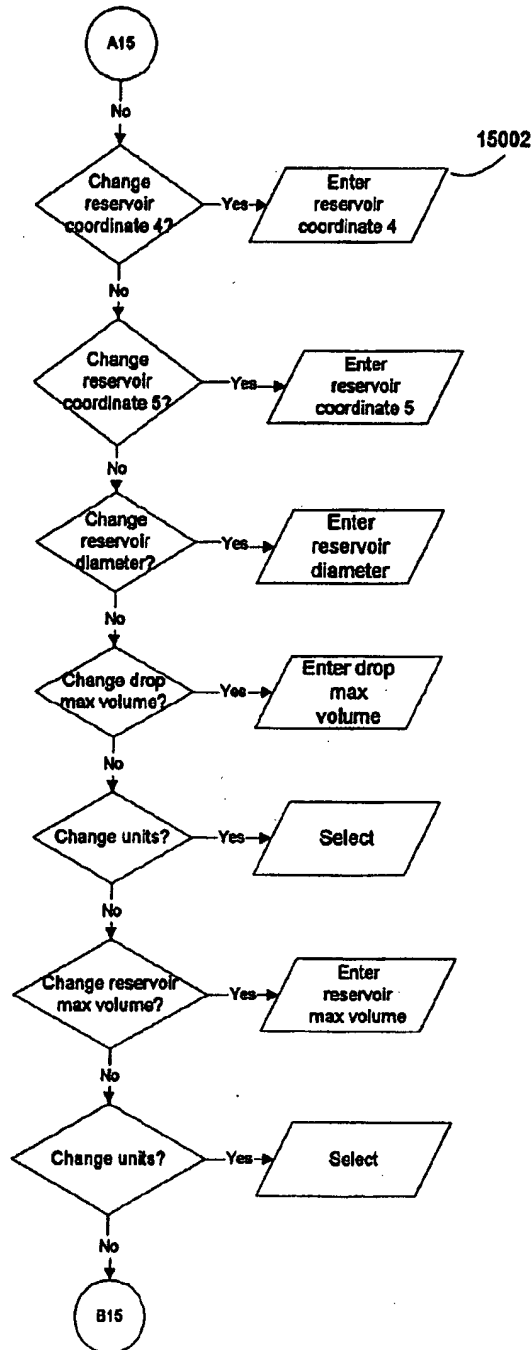 A15
No
15002
Change
reservoir
coordinate 4?
Yes
Enter
reservoir
coordinate 4
No
Change
reservoir
coordinate 5?
Yes
Enter
reservoir
coordinate 5
No
Change
reservoir
diameter?
Yes
Enter
reservoir
diameter
No
Change drop
max volume?
Yes
Enter drop
max
volume
No
Change units?
Yes
Select
No
Change reservoir
max volume?
Yes
Enter
reservoir
max volume
No
Change units?
Yes
Select
No
B15